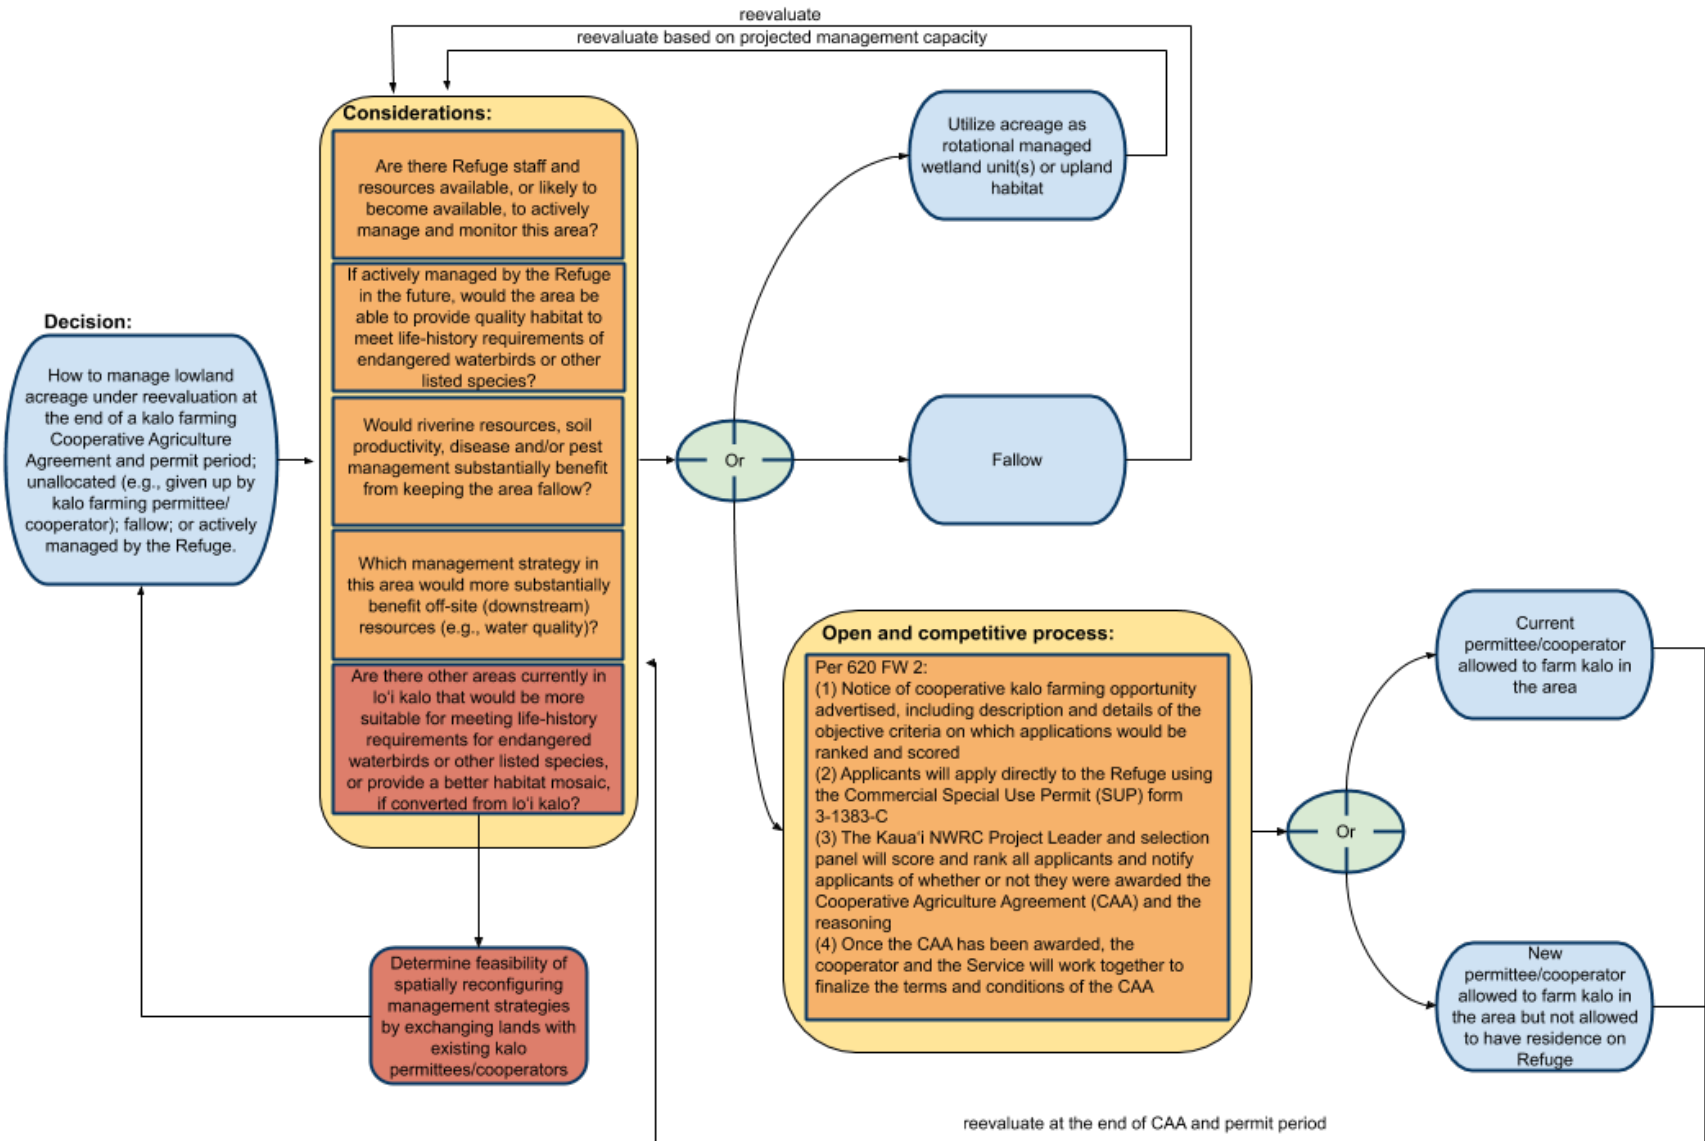 reevaluate
reevaluate based on projected management capacity
Considerations:
Are there Refuge staff and
resources available, or likely to
become available, to actively
manage and monitor this area?
If actively managed by the Refuge
in the future, would the area be
able to provide quality habitat to
meet life-history requirements of
endangered waterbirds or other
listed species?
Would riverine resources, soil
productivity, disease and/or pest
management substantially benefit
from keeping the area fallow?
Which management strategy in
this area would more substantially
benefit off-site (downstream)
resources (e.g., water quality)?
Are there other areas currently in
lo‘i kalo that would be more
suitable for meeting life-history
requirements for endangered
waterbirds or other listed species,
or provide a better habitat mosaic,
if converted from lo‘i kalo?
Decision:
How to manage lowland
acreage under reevaluation at
the end of a kalo farming
Cooperative Agriculture
Agreement and permit period;
unallocated (e.g., given up by
kalo farming permittee/
cooperator); fallow; or actively
managed by the Refuge.
Determine feasibility of
spatially reconfiguring
management strategies
by exchanging lands with
existing kalo
permittees/cooperators
Or
Utilize acreage as
rotational managed
wetland unit(s) or upland
habitat
Fallow
Open and competitive process:
Per 620 FW 2:
(1) Notice of cooperative kalo farming opportunity
advertised, including description and details of the
objective criteria on which applications would be
ranked and scored
(2) Applicants will apply directly to the Refuge using
the Commercial Special Use Permit (SUP) form
3-1383-C
(3) The Kaua‘i NWRC Project Leader and selection
panel will score and rank all applicants and notify
applicants of whether or not they were awarded the
Cooperative Agriculture Agreement (CAA) and the
reasoning
(4) Once the CAA has been awarded, the
cooperator and the Service will work together to
finalize the terms and conditions of the CAA
Or
Current
permittee/cooperator
allowed to farm kalo in
the area
New
permittee/cooperator
allowed to farm kalo in
the area but not allowed
to have residence on
Refuge
reevaluate at the end of CAA and permit period